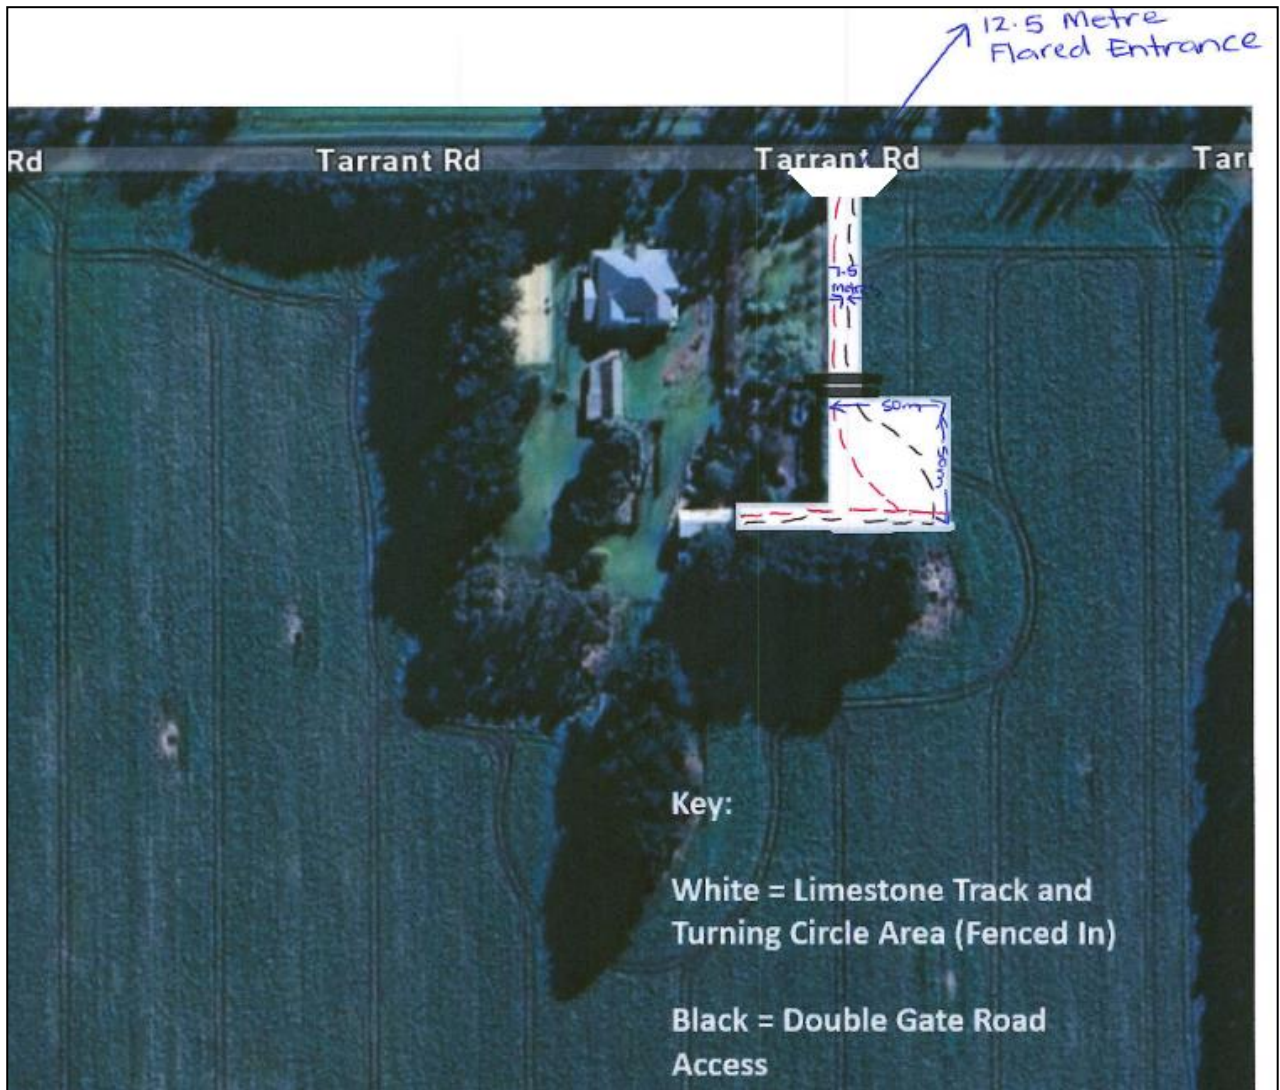 12.5 Metre
Flared Entrance
Rd
Tarrant Rd
Tarrant Rd
Tarr
7.5
Metre
50m
50m
Key:
White = Limestone Track and
Turning Circle Area (Fenced In)
Black = Double Gate Road
Access